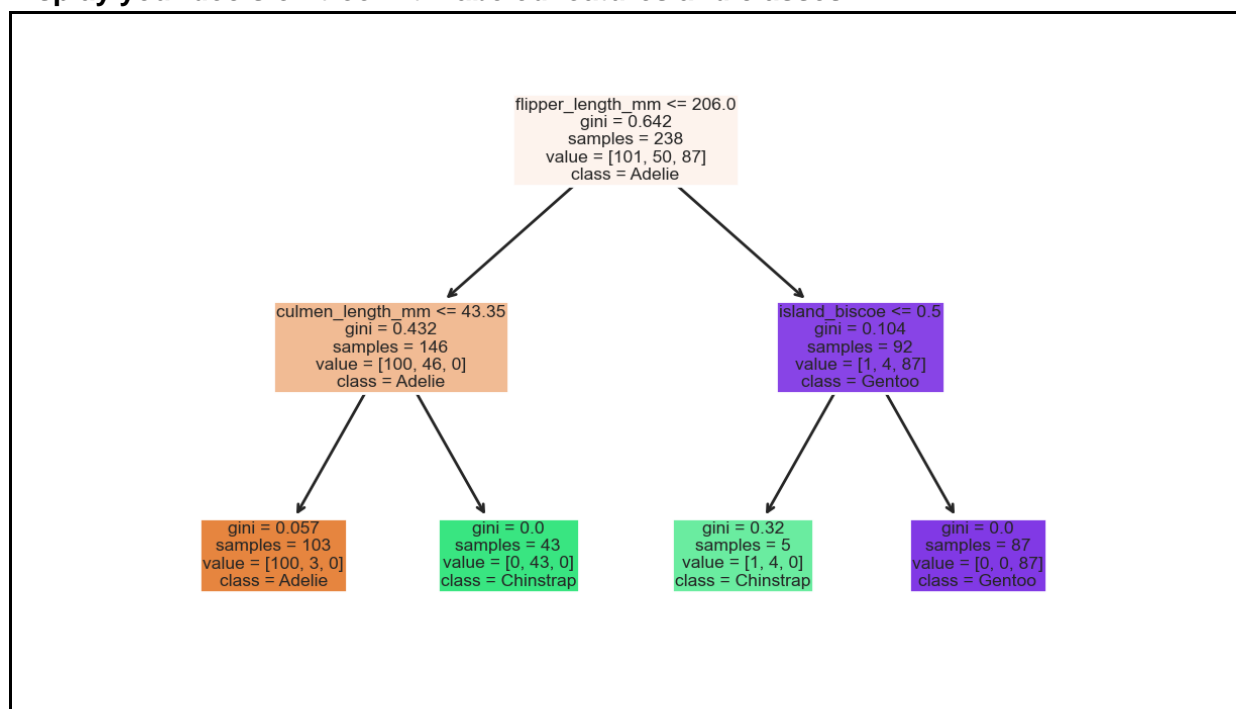 flipper_length_mm <= 206.0
gini = 0.642
samples = 238
value = [101, 50, 87]
class = Adelie
culmen_length_mm <= 43.35
gini = 0.432
samples = 146
value = [100, 46, 0]
class = Adelie
island_biscoe <= 0.5
gini = 0.104
samples = 92
value = [1, 4, 87]
class = Gentoo
gini = 0.057
samples = 103
value = [100, 3, 0]
class = Adelie
gini = 0.0
samples = 43
value = [0, 43, 0]
class = Chinstrap
gini = 0.32
samples = 5
value = [1, 4, 0]
class = Chinstrap
gini = 0.0
samples = 87
value = [0, 0, 87]
class = Gentoo